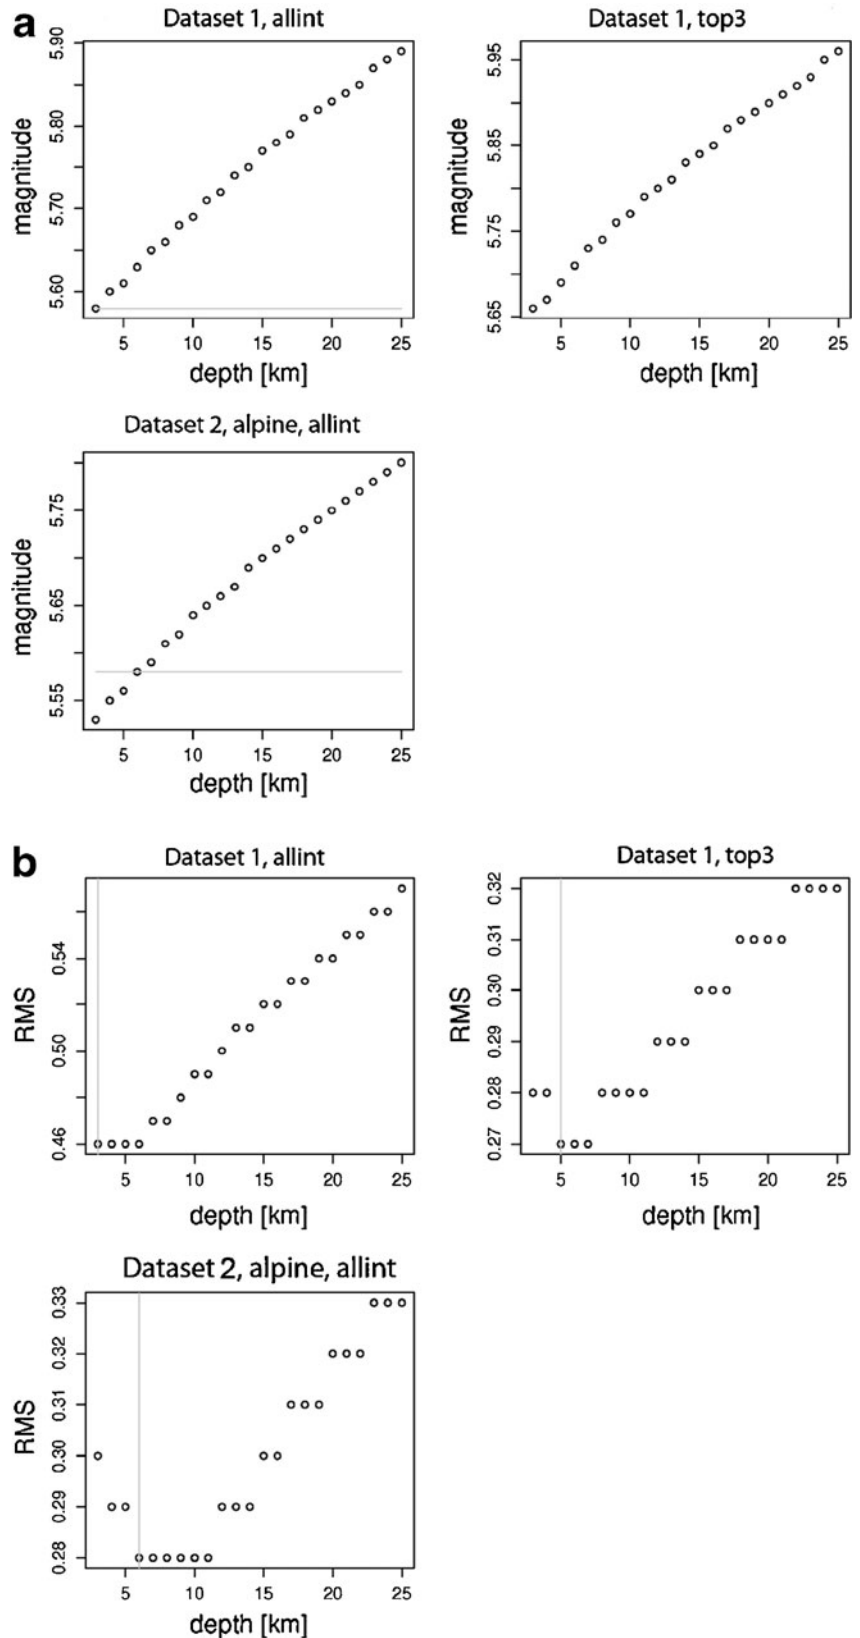 a
Dataset 1, allint
magnitude
5.90
5.80
5.70
5.60
5 10 15 20 25
depth [km]
Dataset 1, top3
magnitude
5.95
5.85
5.75
5.65
5 10 15 20 25
depth [km]
Dataset 2, alpine, allint
magnitude
5.75
5.65
5.55
5 10 15 20 25
depth [km]
b
Dataset 1, allint
RMS
0.54
0.50
0.46
5 10 15 20 25
depth [km]
Dataset 1, top3
RMS
0.32
0.31
0.30
0.29
0.28
0.27
5 10 15 20 25
depth [km]
Dataset 2, alpine, allint
RMS
0.33
0.32
0.31
0.30
0.29
0.28
5 10 15 20 25
depth [km]